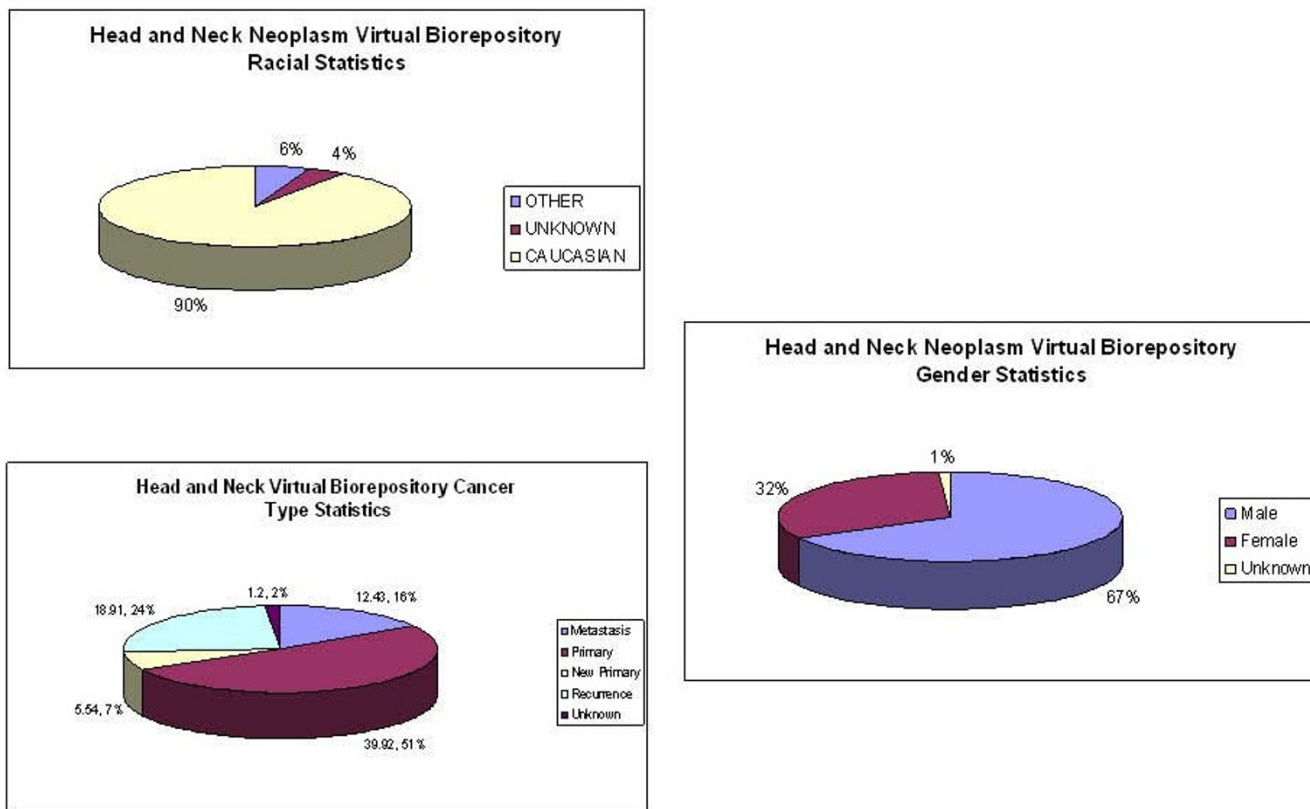 Head and Neck Neoplasm Virtual Biorepository
Racial Statistics
6%
4%
90%
OTHER
UNKNOWN
CAUCASIAN
Head and Neck Neoplasm Virtual Biorepository
Gender Statistics
1%
32%
67%
Male
Female
Unknown
Head and Neck Virtual Biorepository Cancer
Type Statistics
1.2, 2%
12.43, 16%
18.91, 24%
5.54, 7%
39.92, 51%
Metastasis
Primary
New Primary
Recurrence
Unknown